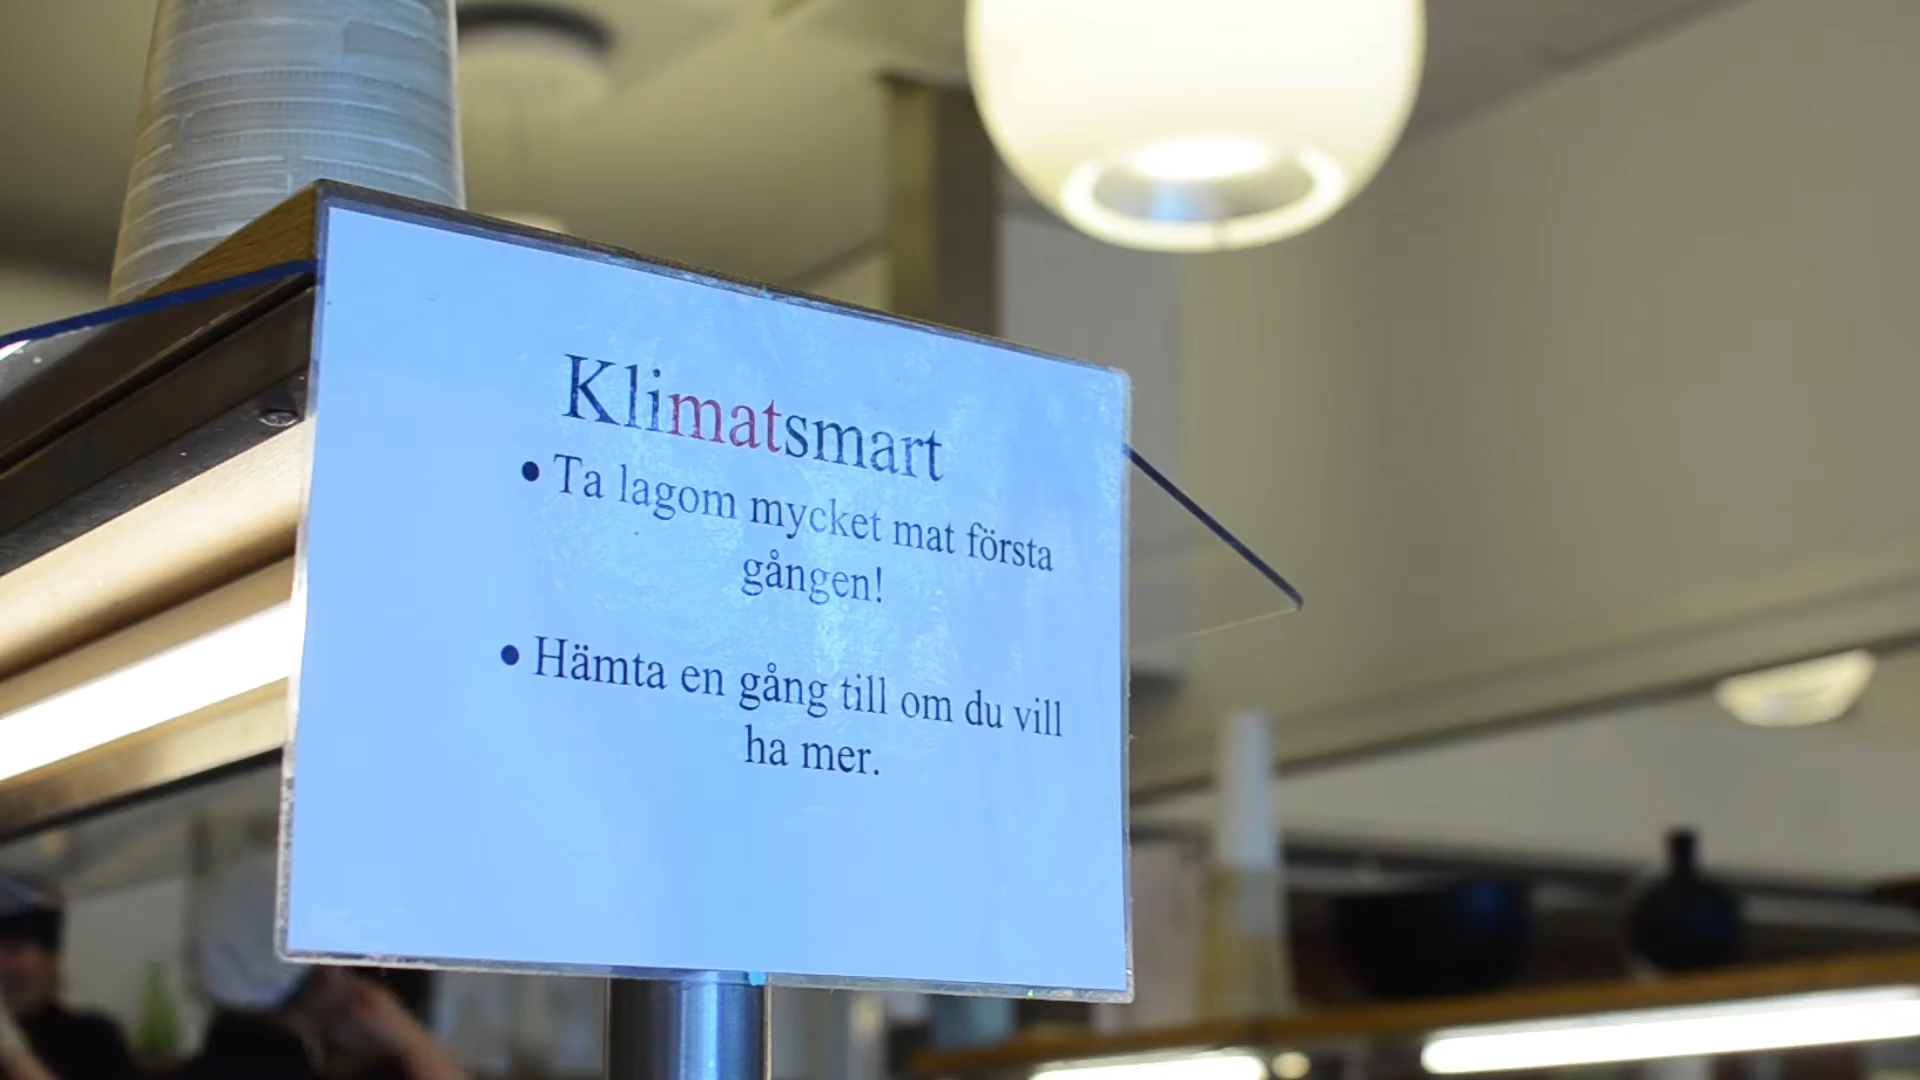 Klimatsmart
• Ta lagom mycket mat första
gången!
• Hämta en gång till om du vill
ha mer.